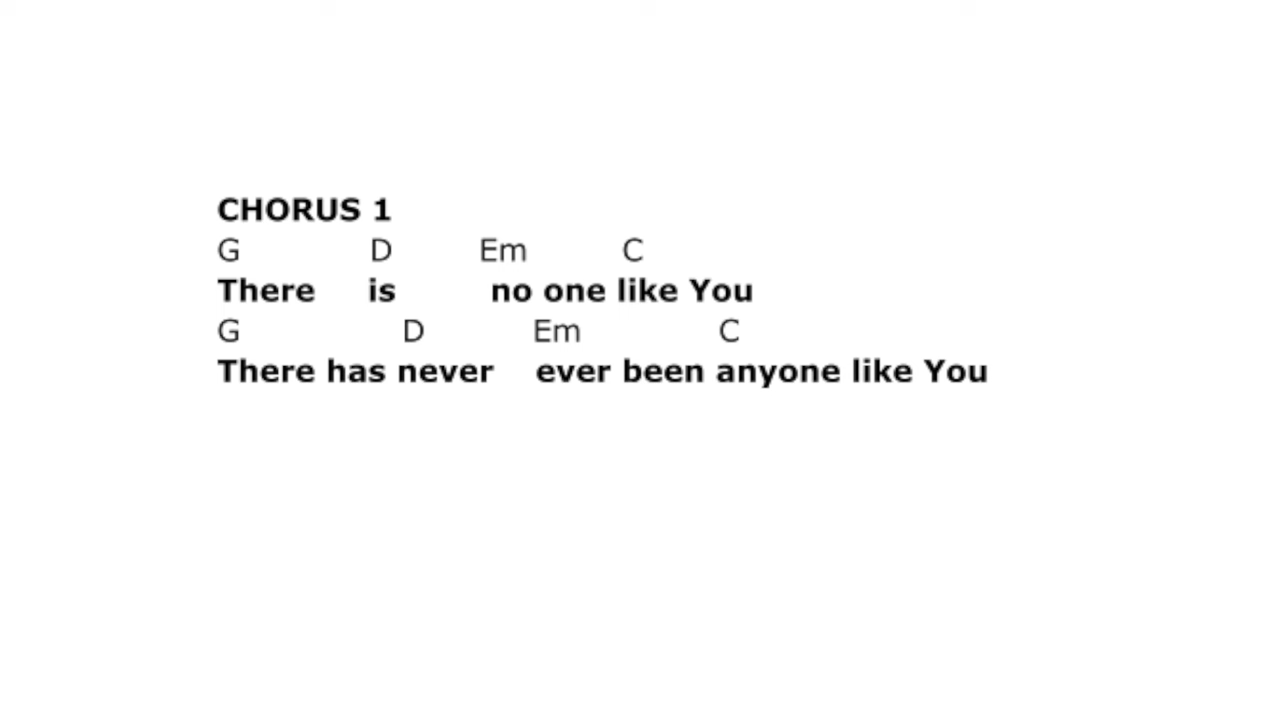 CHORUS 1
G D Em C
There is no one like You
G D Em C
There has never ever been anyone like You